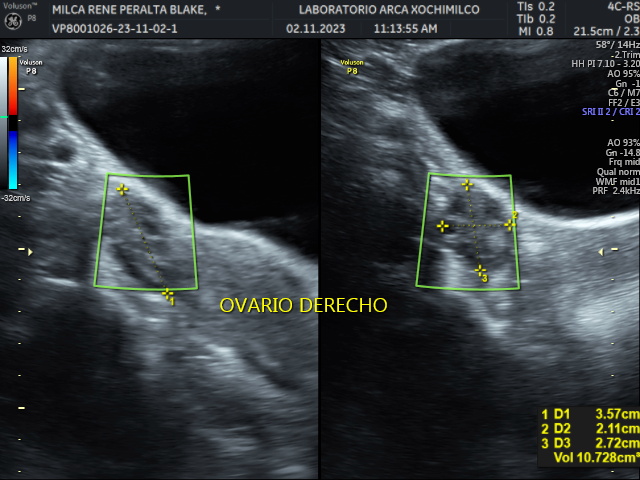 Voluson™
P8
MILCA RENE PERALTA BLAKE, *
LABORATORIO ARCA XOCHIMILCO
TIs 0.2
4C-RS
VP8001026-23-11-02-1
02.11.2023
11:13:55 AM
TIb 0.2
OB
MI 0.8
21.5cm / 2.3
32cm/s
Voluson
P8
-32cm/s
Voluson
P8
58° / 14Hz
-2.Trim
HH PI 7.10 - 3.20
AO 95%
Gn -1
C6 / M7
FF2 / E3
SRI II 2 / CRI 2
AO 93%
Gn -14.8
Frq mid
Qual norm
WMF mid1
PRF 2.4kHz
1
2
3
OVARIO DERECHO
1 D1 3.57cm
2 D2 2.11cm
3 D3 2.72cm
Vol 10.728cm³